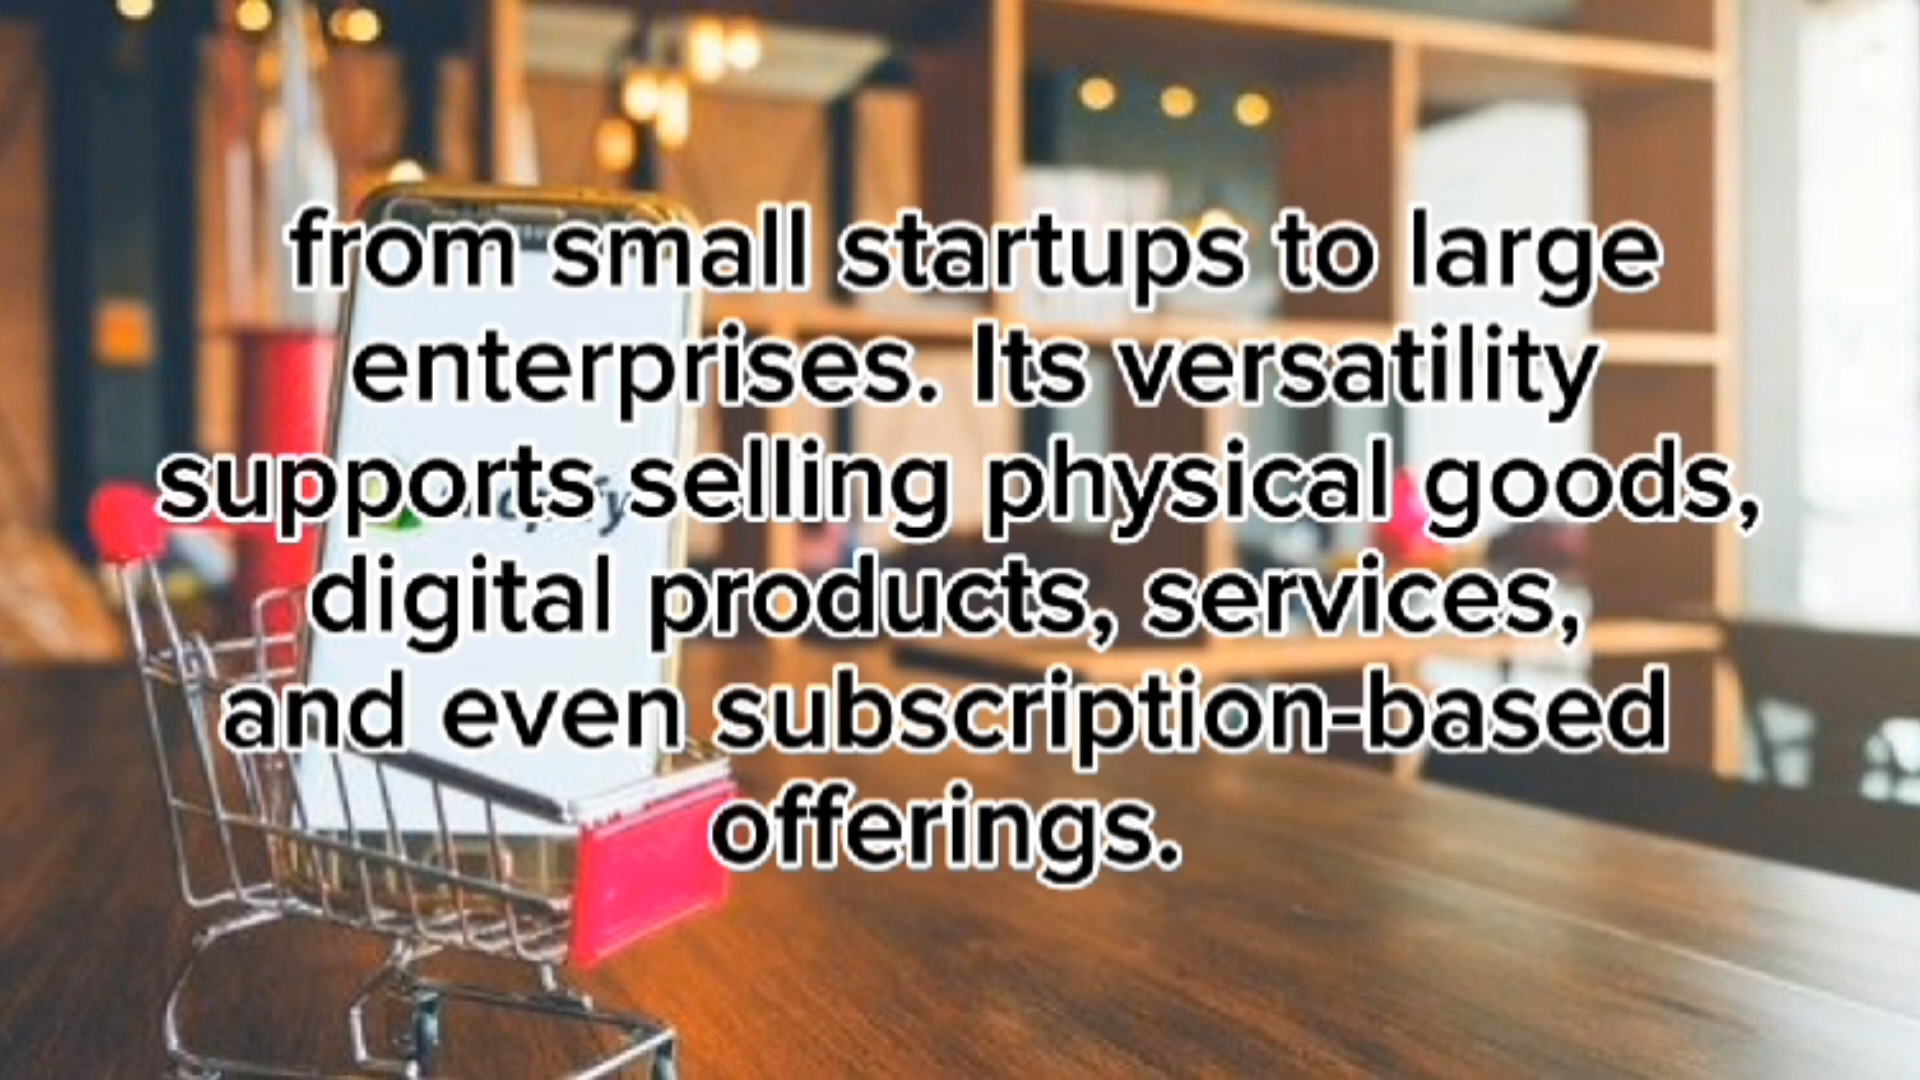 from small startups to large
enterprises. Its versatility
supports selling physical goods,
digital products, services,
and even subscription-based
offerings.